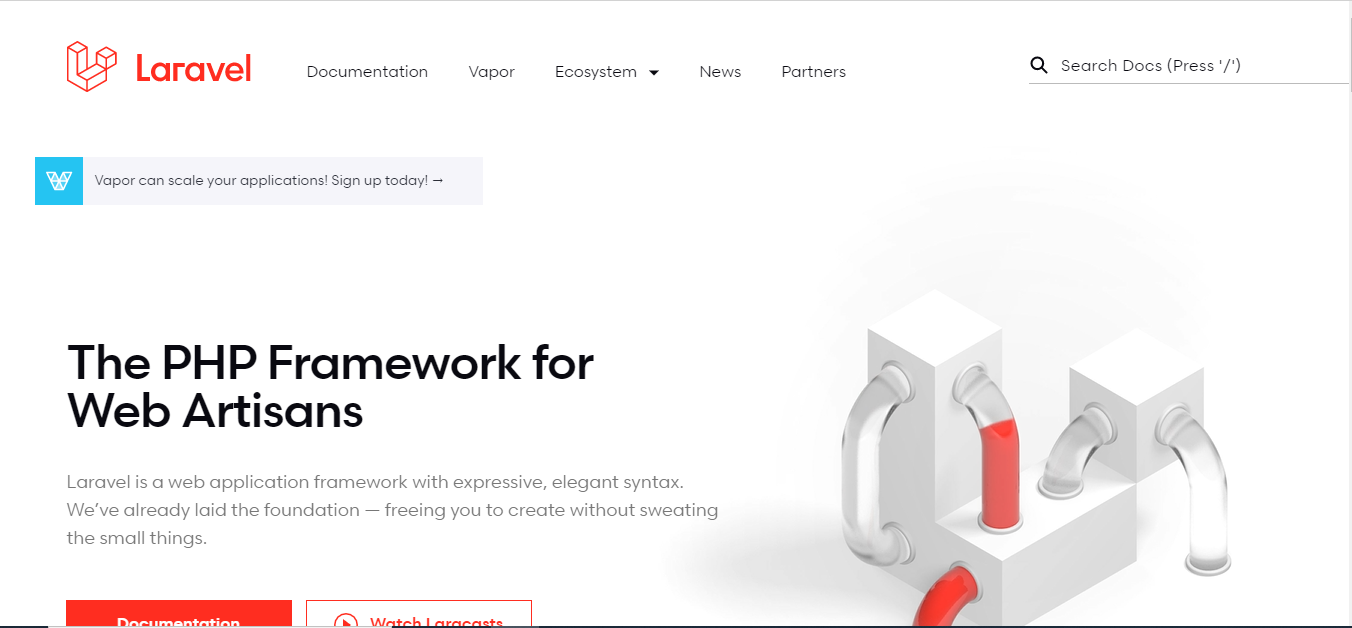 Laravel
Documentation Vapor Ecosystem News Partners
Search Docs (Press '/')
Vapor can scale your applications! Sign up today! →
The PHP Framework for
Web Artisans
Laravel is a web application framework with expressive, elegant syntax.
We’ve already laid the foundation — freeing you to create without sweating
the small things.
Documentation
Watch Laracasts